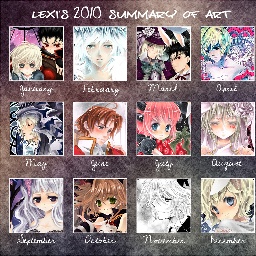 LEXI'S 2010 SUMMARY OF ART
January February March April
May June July August
September October November December